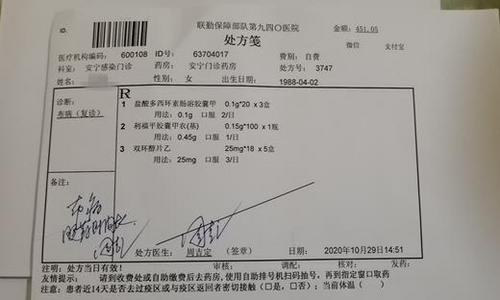 联勤保障部队第九四〇医院
金额: 451.05
处方笺
微信 支付宝
医疗机构编码: 600108 ID号: 63704017 费别: 自费
科室: 安宁感染门诊 药房: 安宁门诊药房 处方号: 3747
姓名: 性别: 女 出生日期: 1988-04-02
诊断:
布病(复诊)
R
1 盐酸多西环素肠溶胶囊甲 0.1g*20 x 3盒
用法: 0.1g 口服 2/日
2 利福平胶囊甲衣(基) 0.15g*100 x 1瓶
用法: 0.45g 口服 1/日
3 双环醇片乙 25mg*18 x 5盒
用法: 25mg 口服 3/日
备注:
处方医生: 周吉定 (签章) 2020年10月29日14:51
注明: 处方当日有效! 审核: 调配: 核对: 发药:
友情提示: 请到收费处或自助缴费后去药房,使用自助排号机扫码抽号,再到指定窗口取药
注意: 患者近14天是否去过疫区或与疫区返回者密切接触(□是, □否); 当前体温( )